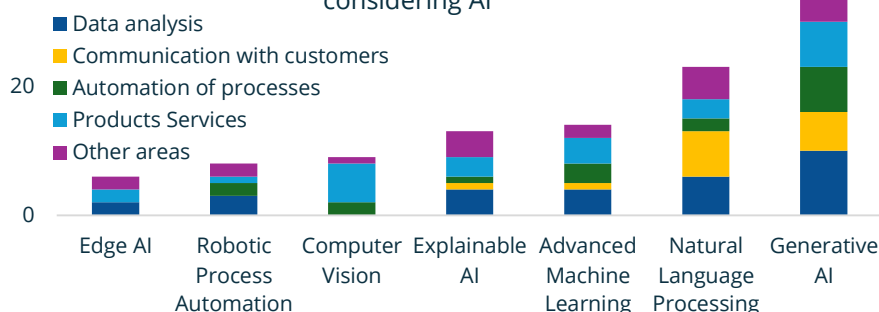 considering AI
Data analysis
Communication with customers
20
Automation of processes
Products Services
Other areas
0
Edge AI
Robotic Process Automation
Computer Vision
Explainable AI
Advanced Machine Learning
Natural Language Processing
Generative AI